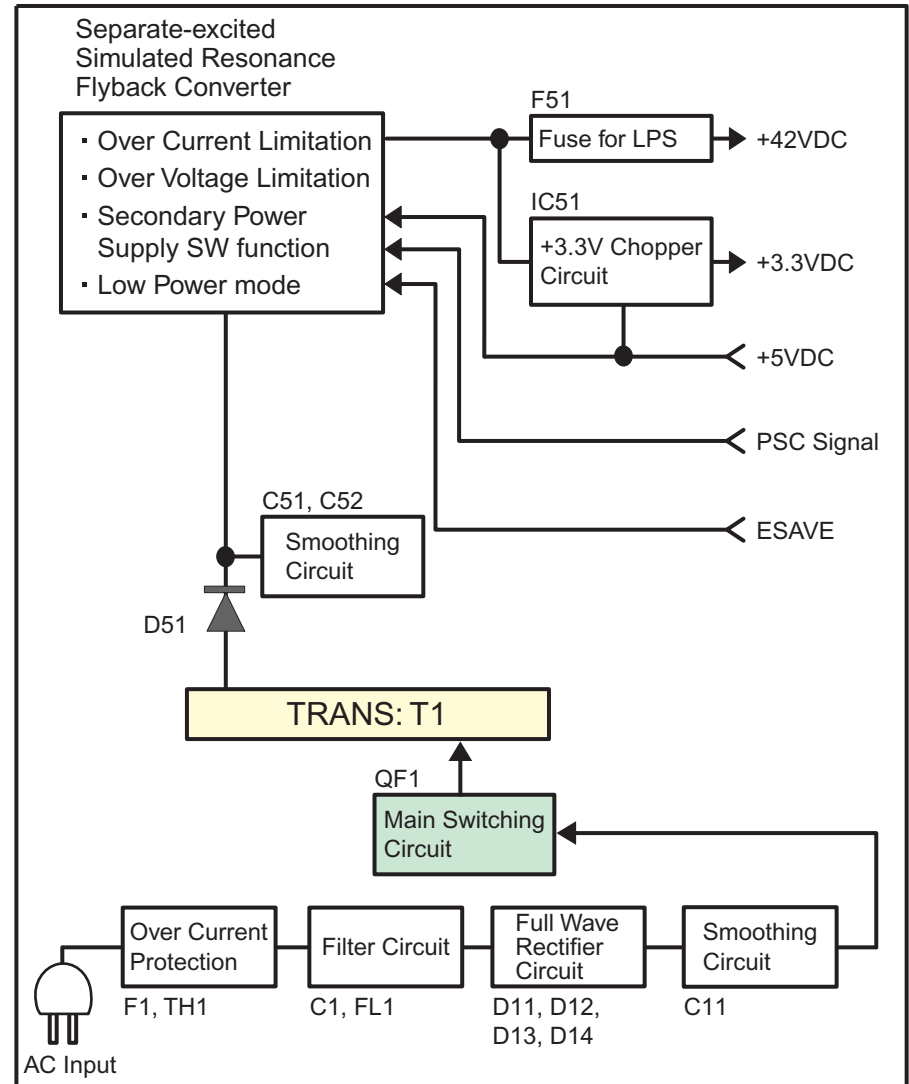 Separate-excited
Simulated Resonance
Flyback Converter
· Over Current Limitation
· Over Voltage Limitation
· Secondary Power
Supply SW function
· Low Power mode
F51
Fuse for LPS
+42VDC
IC51
+3.3V Chopper
Circuit
+3.3VDC
+5VDC
PSC Signal
ESAVE
C51, C52
Smoothing
Circuit
D51
TRANS: T1
QF1
Main Switching
Circuit
Over Current
Protection
F1, TH1
Filter Circuit
C1, FL1
Full Wave
Rectifier
Circuit
D11, D12,
D13, D14
Smoothing
Circuit
C11
AC Input